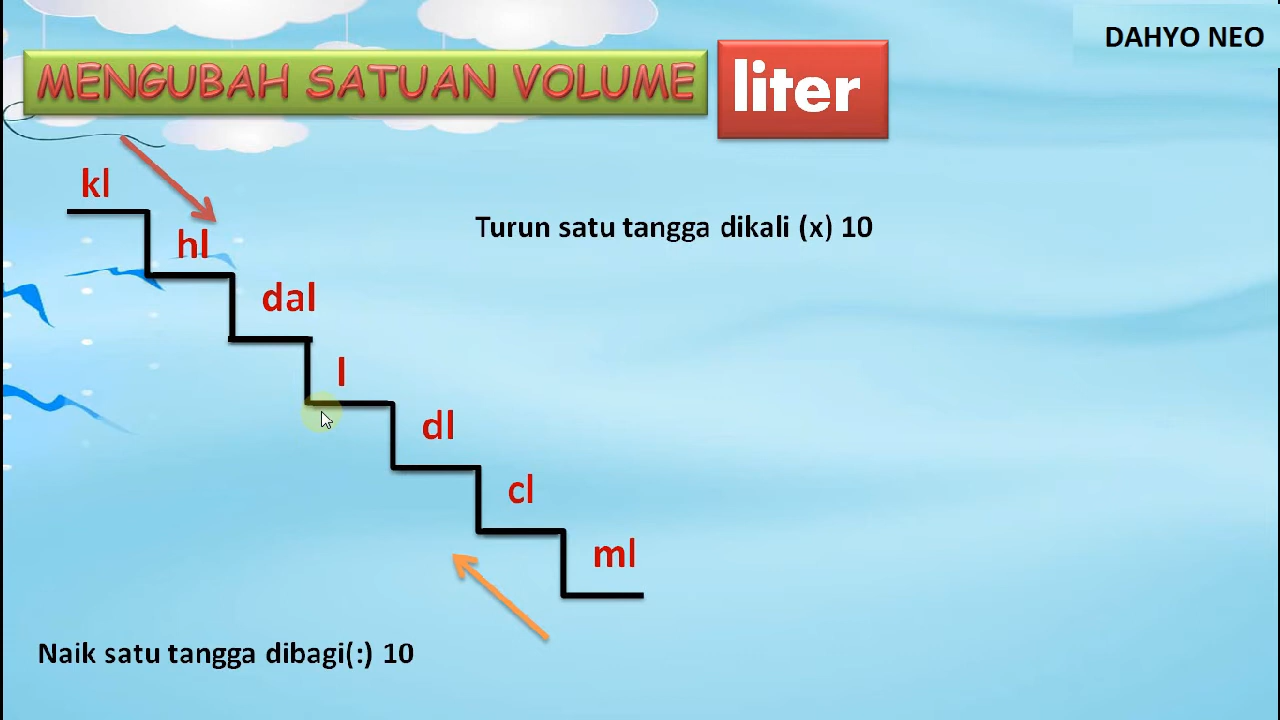 DAHYO NEO
MENGUBAH SATUAN VOLUME
liter
kl
hl
dal
l
dl
cl
ml
Turun satu tangga dikali (x) 10
Naik satu tangga dibagi(:) 10